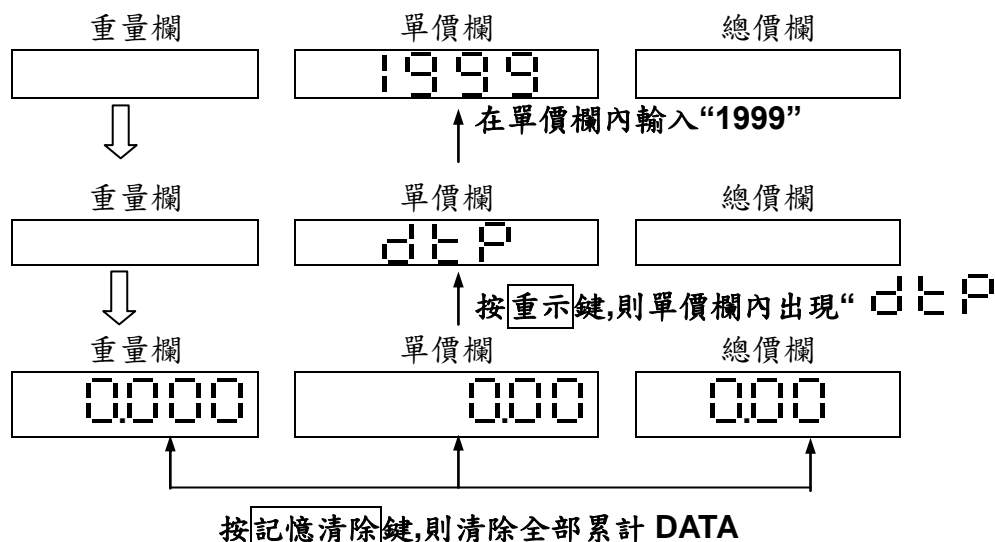 重量欄 單價欄 總價欄
1999
在單價欄內輸入“1999”
重量欄 單價欄 總價欄
dtP
按重示鍵,則單價欄內出現“ dtP
重量欄 單價欄 總價欄
0.000 0.00 0.00
按記憶清除鍵,則清除全部累計 DATA